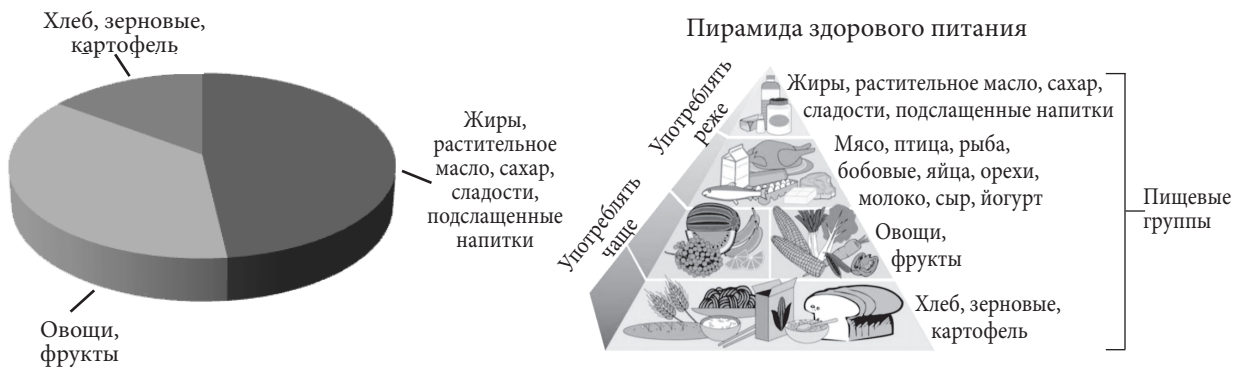 Хлеб, зерновые,
картофель
Жиры,
растительное
масло, сахар,
сладости,
подслащенные
напитки
Овощи,
фрукты
Пирамида здорового питания
Употреблять
реже
Употреблять
чаще
Жиры, растительное масло, сахар,
сладости, подслащенные напитки
Мясо, птица, рыба,
бобовые, яйца, орехи,
молоко, сыр, йогурт
Овощи,
фрукты
Хлеб, зерновые,
картофель
Пищевые
группы